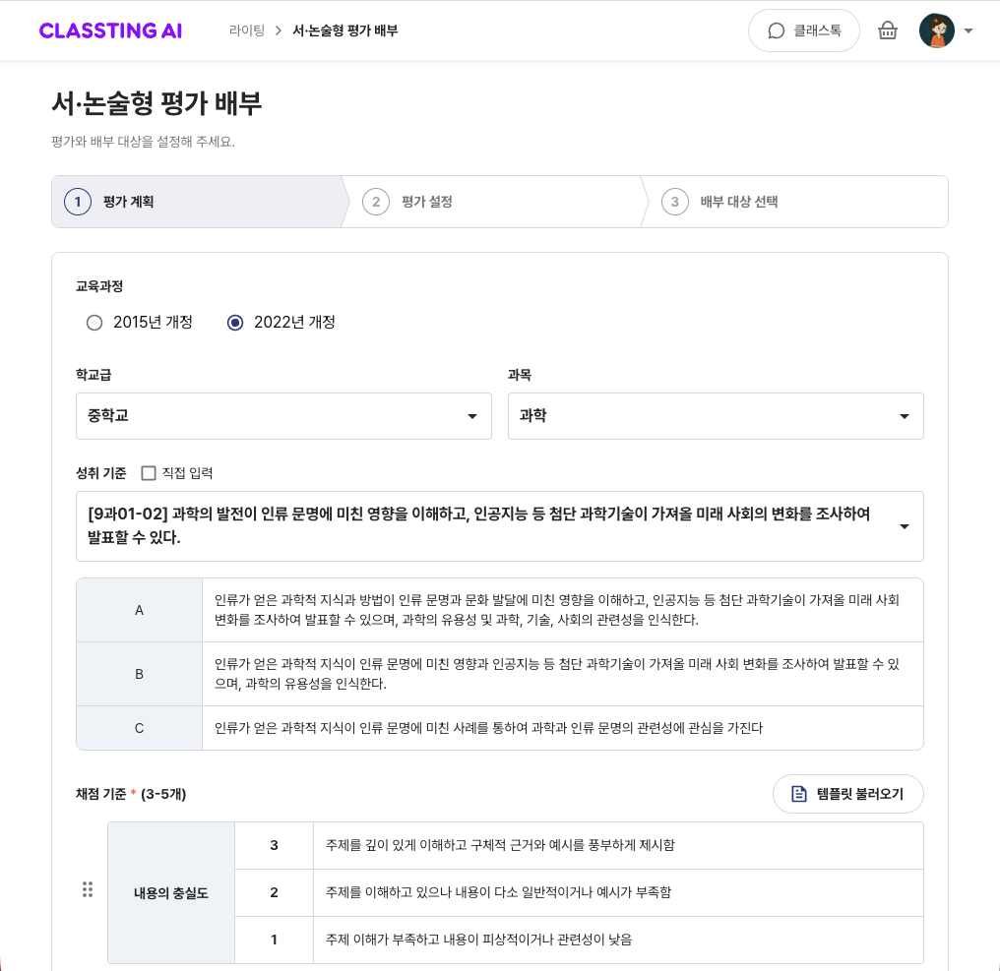 CLASSTING AI
라이팅 > 서·논술형 평가 배부
클래스톡
서·논술형 평가 배부
평가와 배부 대상을 설정해 주세요.
1 평가 계획
2 평가 설정
3 배부 대상 선택
교육과정
2015년 개정
2022년 개정
학교급
과목
중학교
과학
성취 기준
직접 입력
[9과01-02] 과학의 발전이 인류 문명에 미친 영향을 이해하고, 인공지능 등 첨단 과학기술이 가져올 미래 사회의 변화를 조사하여
발표할 수 있다.
A
인류가 얻은 과학적 지식과 방법이 인류 문명과 문화 발달에 미친 영향을 이해하고, 인공지능 등 첨단 과학기술이 가져올 미래 사회
변화를 조사하여 발표할 수 있으며, 과학의 유용성 및 과학, 기술, 사회의 관련성을 인식한다.
B
인류가 얻은 과학적 지식이 인류 문명에 미친 영향과 인공지능 등 첨단 과학기술이 가져올 미래 사회 변화를 조사하여 발표할 수 있
으며, 과학의 유용성을 인식한다.
C
인류가 얻은 과학적 지식이 인류 문명에 미친 사례를 통하여 과학과 인류 문명의 관련성에 관심을 가진다
채점 기준 * (3-5개)
템플릿 불러오기
내용의 충실도
3
주제를 깊이 있게 이해하고 구체적 근거와 예시를 풍부하게 제시함
2
주제를 이해하고 있으나 내용이 다소 일반적이거나 예시가 부족함
1
주제 이해가 부족하고 내용이 피상적이거나 관련성이 낮음